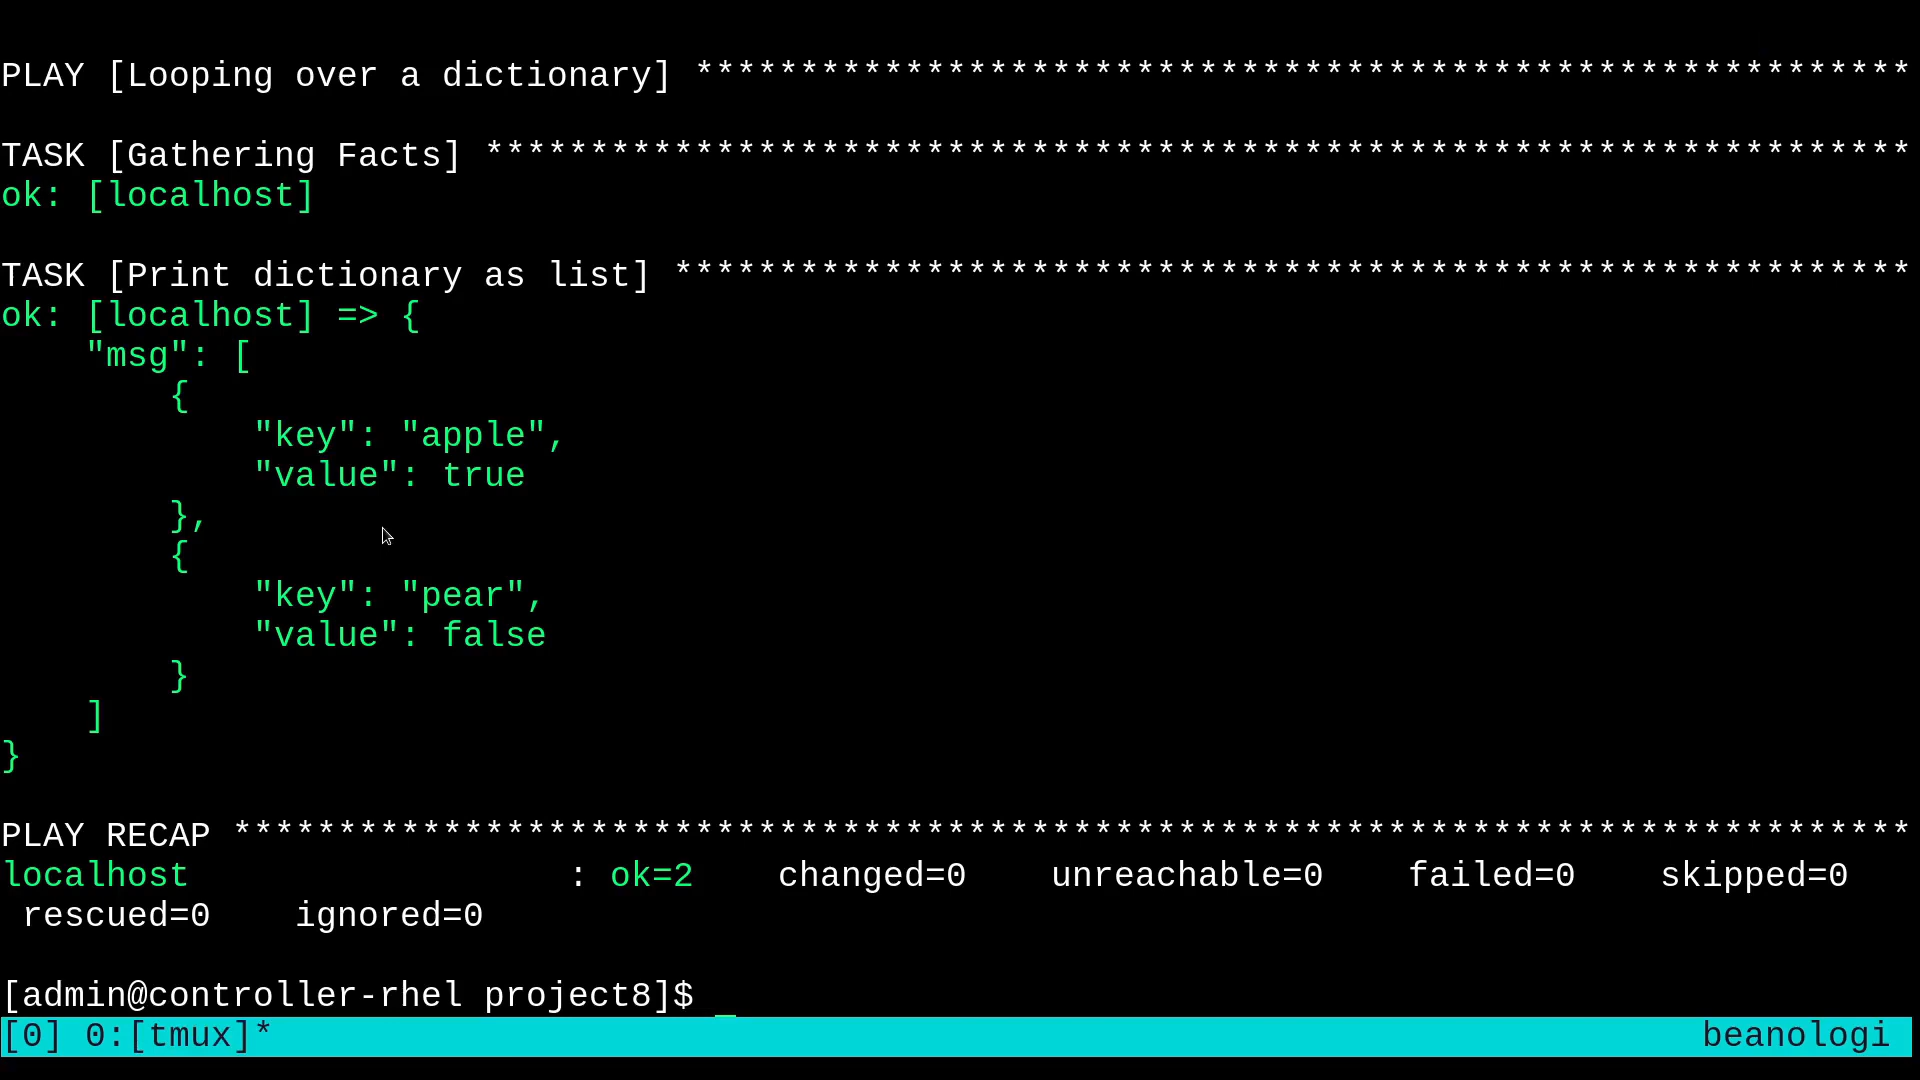 PLAY [Looping over a dictionary] **********************************************************
TASK [Gathering Facts] ********************************************************************
ok: [localhost]
TASK [Print dictionary as list] ***********************************************************
ok: [localhost] => {
    "msg": [
        {
            "key": "apple",
            "value": true
        },
        {
            "key": "pear",
            "value": false
        }
    ]
}
PLAY RECAP ********************************************************************************
localhost                  : ok=2    changed=0    unreachable=0    failed=0    skipped=0
 rescued=0    ignored=0
[admin@controller-rhel project8]$
[0] 0:[tmux]* beanologi